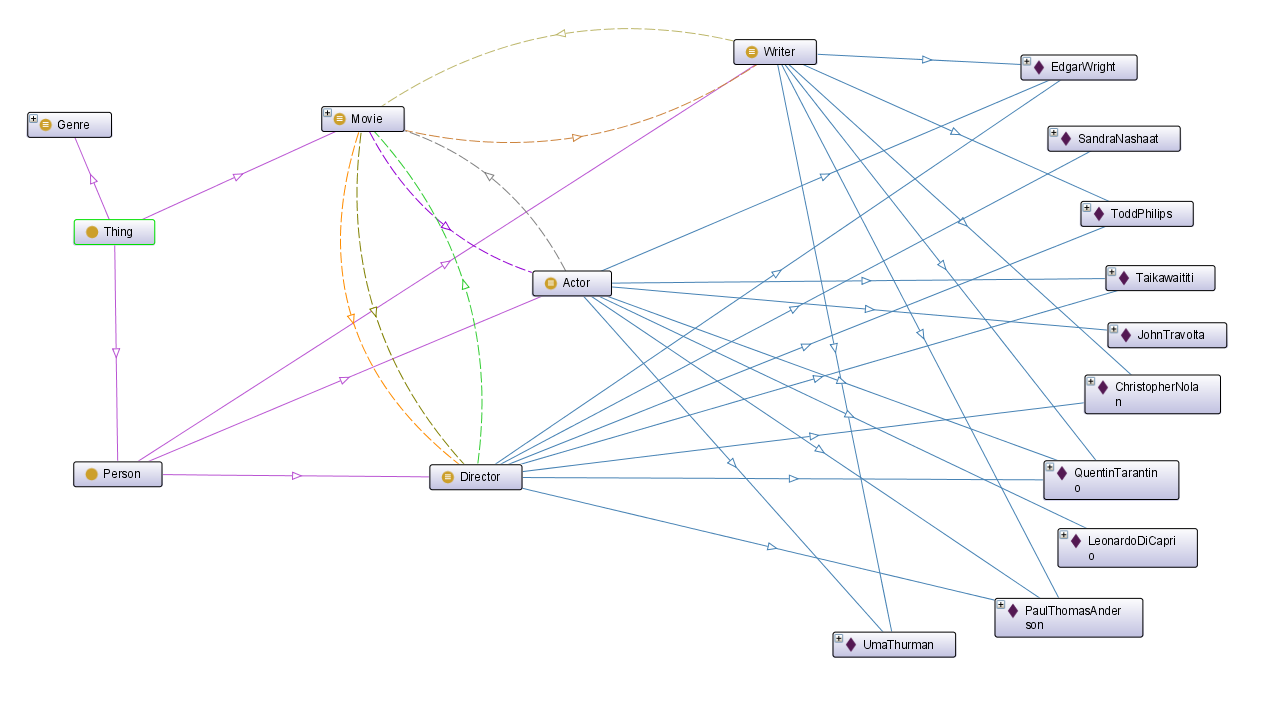 Writer
EdgarWright
Movie
Genre
SandraNashaat
ToddPhilips
Thing
Taikawaititi
Actor
JohnTravolta
ChristopherNola
n
Person
Director
QuentinTarantin
o
LeonardoDiCapri
o
PaulThomasAnder
son
UmaThurman